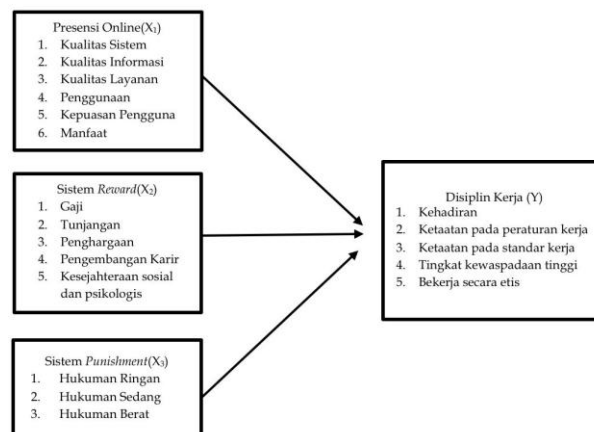 Presensi Online(X₁)
1. Kualitas Sistem
2. Kualitas Informasi
3. Kualitas Layanan
4. Penggunaan
5. Kepuasan Pengguna
6. Manfaat
Sistem Reward(X₂)
1. Gaji
2. Tunjangan
3. Penghargaan
4. Pengembangan Karir
5. Kesejahteraan sosial
dan psikologis
Sistem Punishment(X₃)
1. Hukuman Ringan
2. Hukuman Sedang
3. Hukuman Berat
Disiplin Kerja (Y)
1. Kehadiran
2. Ketaatan pada peraturan kerja
3. Ketaatan pada standar kerja
4. Tingkat kewaspadaan tinggi
5. Bekerja secara etis